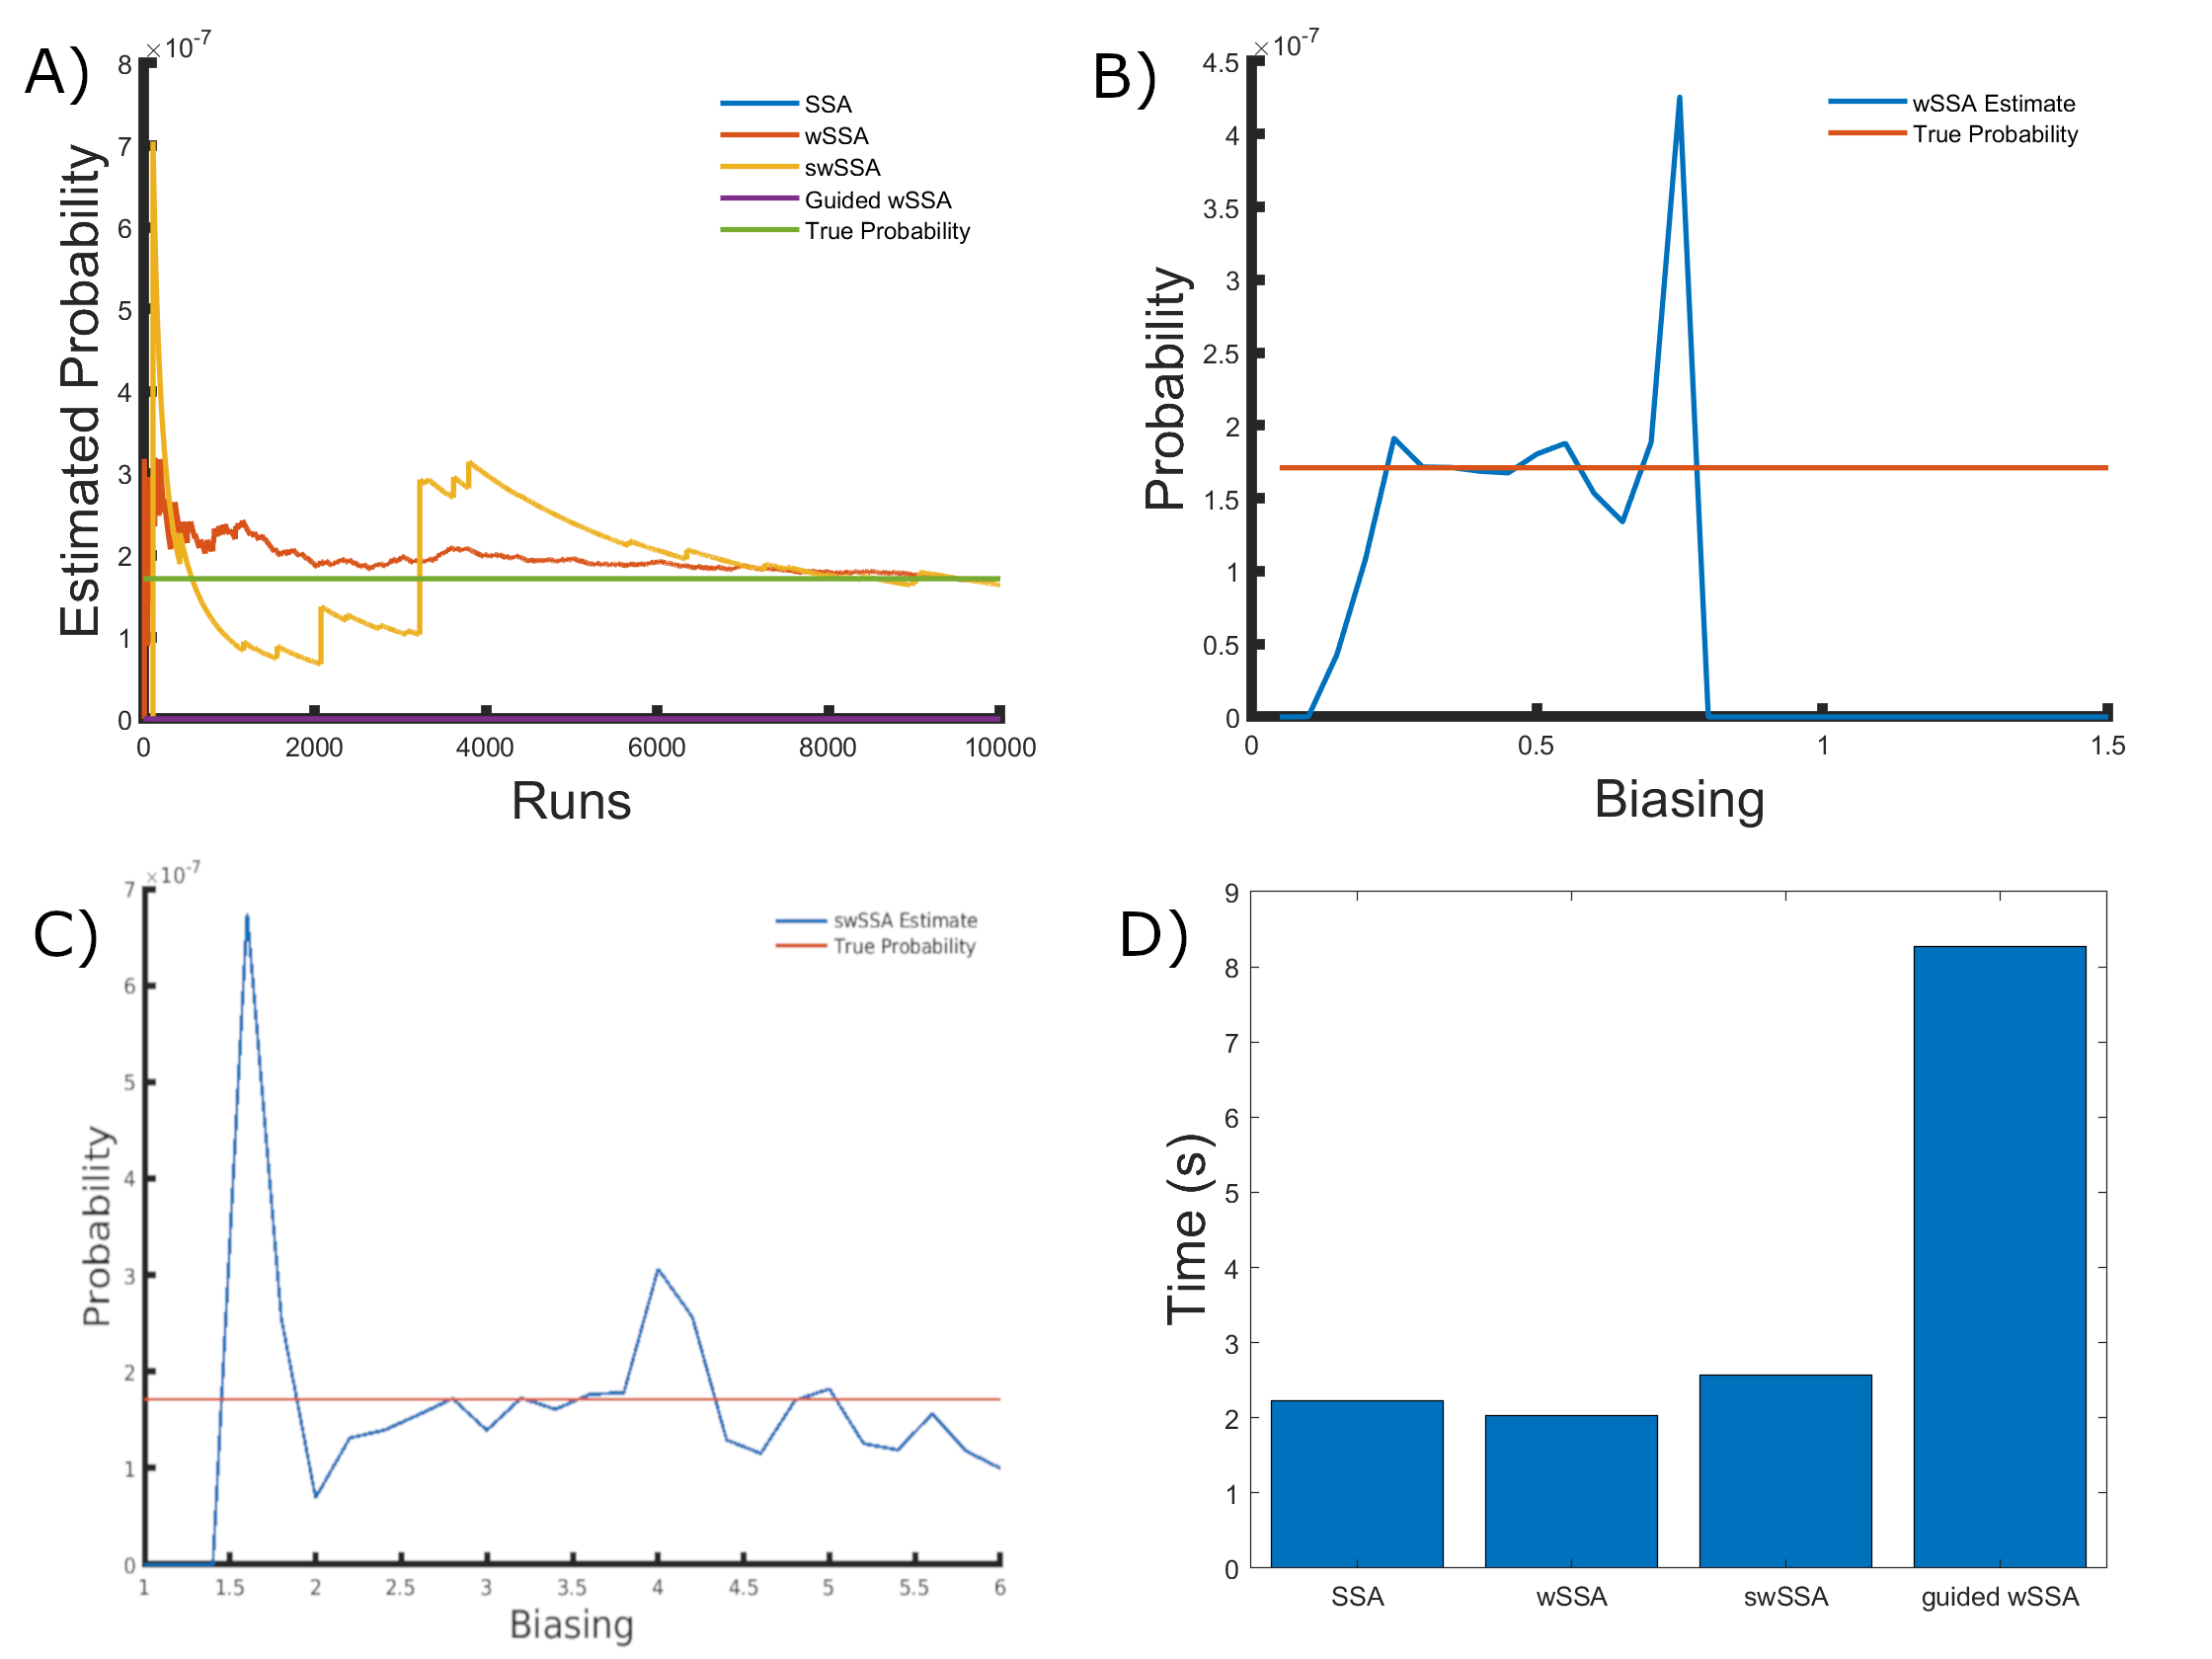 A)
×10-7
8
7
6
5
4
3
2
1
0
Estimated Probability
SSA
wSSA
swSSA
Guided wSSA
True Probability
0 2000 4000 6000 8000 10000
Runs
B)
×10-7
4.5
4
3.5
3
2.5
2
1.5
1
0.5
0
Probability
wSSA Estimate
True Probability
0 0.5 1 1.5
Biasing
C)
×10-7
7
6
5
4
3
2
1
0
Probability
swSSA Estimate
True Probability
1 1.5 2 2.5 3 3.5 4 4.5 5 5.5 6
Biasing
D)
9
8
7
6
5
4
3
2
1
0
Time (s)
SSA wSSA swSSA guided wSSA